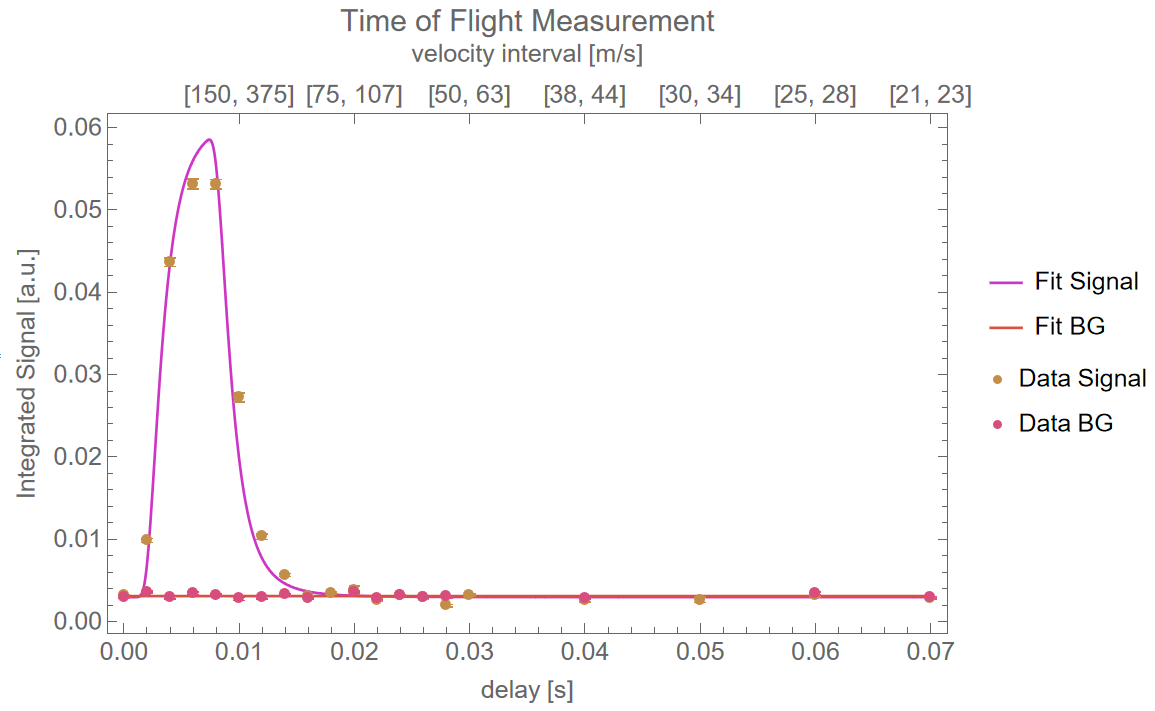 Time of Flight Measurement
velocity interval [m/s]
[150, 375] [75, 107] [50, 63] [38, 44] [30, 34] [25, 28] [21, 23]
0.06
0.05
0.04
0.03
0.02
0.01
0.00
Integrated Signal [a.u.]
0.00 0.01 0.02 0.03 0.04 0.05 0.06 0.07
delay [s]
Fit Signal
Fit BG
Data Signal
Data BG